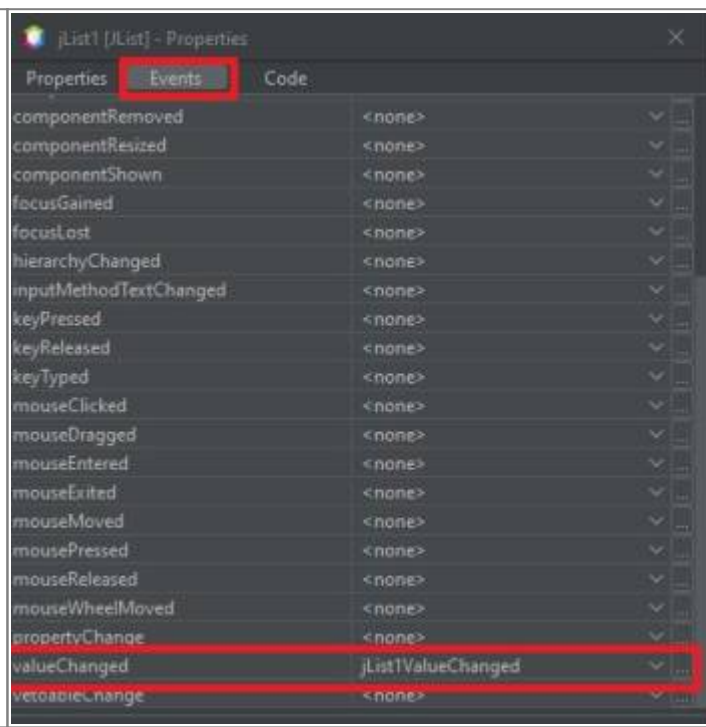 jList1 [JList] - Properties
Properties Events Code
componentRemoved <none>
componentResized <none>
componentShown <none>
focusGained <none>
focusLost <none>
hierarchyChanged <none>
inputMethodTextChanged <none>
keyPressed <none>
keyReleased <none>
keyTyped <none>
mouseClicked <none>
mouseDragged <none>
mouseEntered <none>
mouseExited <none>
mouseMoved <none>
mousePressed <none>
mouseReleased <none>
mouseWheelMoved <none>
propertyChange <none>
valueChanged jList1ValueChanged
vetoableChange <none>